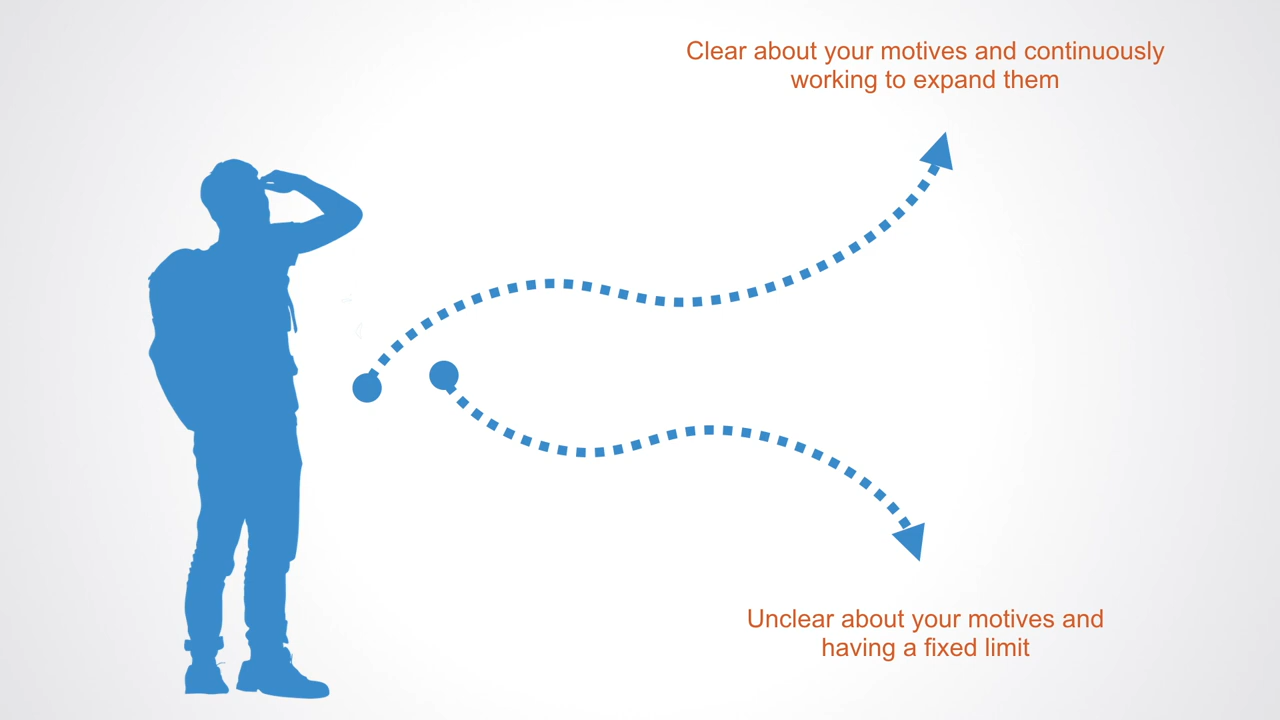 Clear about your motives and continuously
working to expand them
Unclear about your motives and
having a fixed limit